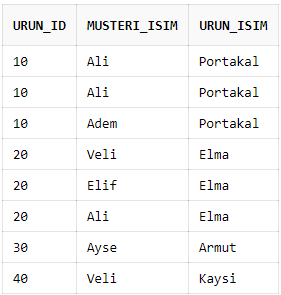 URUN_ID MUSTERI_ISIM URUN_ISIM
10 Ali Portakal
10 Ali Portakal
10 Adem Portakal
20 Veli Elma
20 Elif Elma
20 Ali Elma
30 Ayse Armut
40 Veli Kaysi